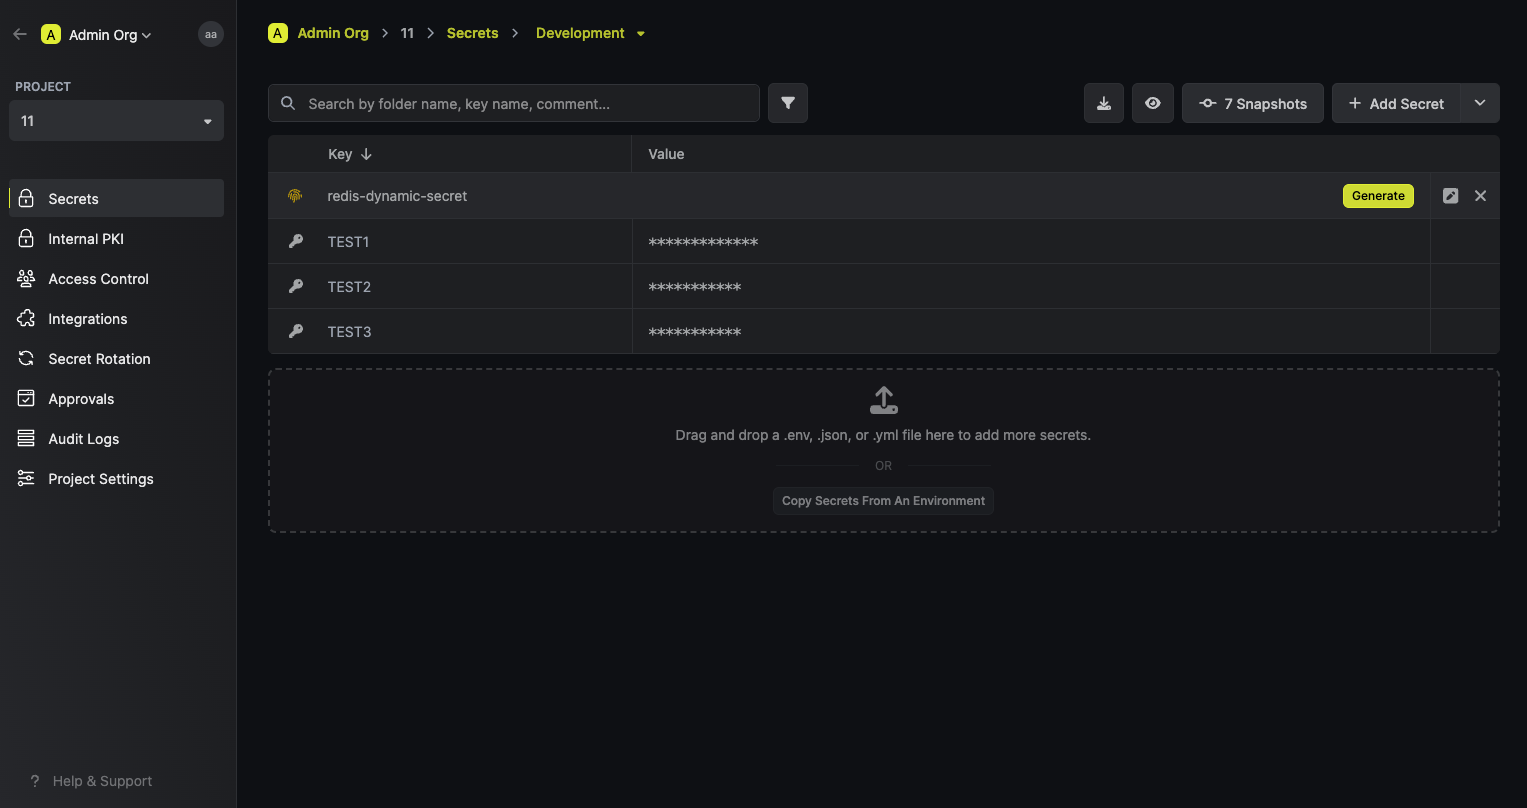 A Admin Org aa
PROJECT
11
Secrets
Internal PKI
Access Control
Integrations
Secret Rotation
Approvals
Audit Logs
Project Settings
? Help & Support
A Admin Org > 11 > Secrets > Development
Search by folder name, key name, comment...
7 Snapshots
+ Add Secret
Key ↓ Value
redis-dynamic-secret Generate
TEST1 *************
TEST2 ***********
TEST3 ***********
Drag and drop a .env, .json, or .yml file here to add more secrets.
OR
Copy Secrets From An Environment